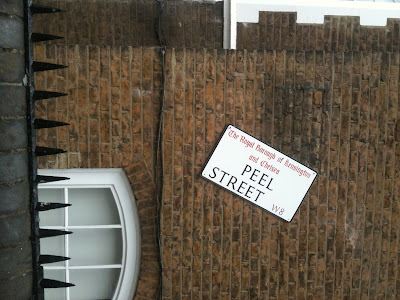 The Royal Borough of Kensington
and Chelsea
PEEL
STREET
W8